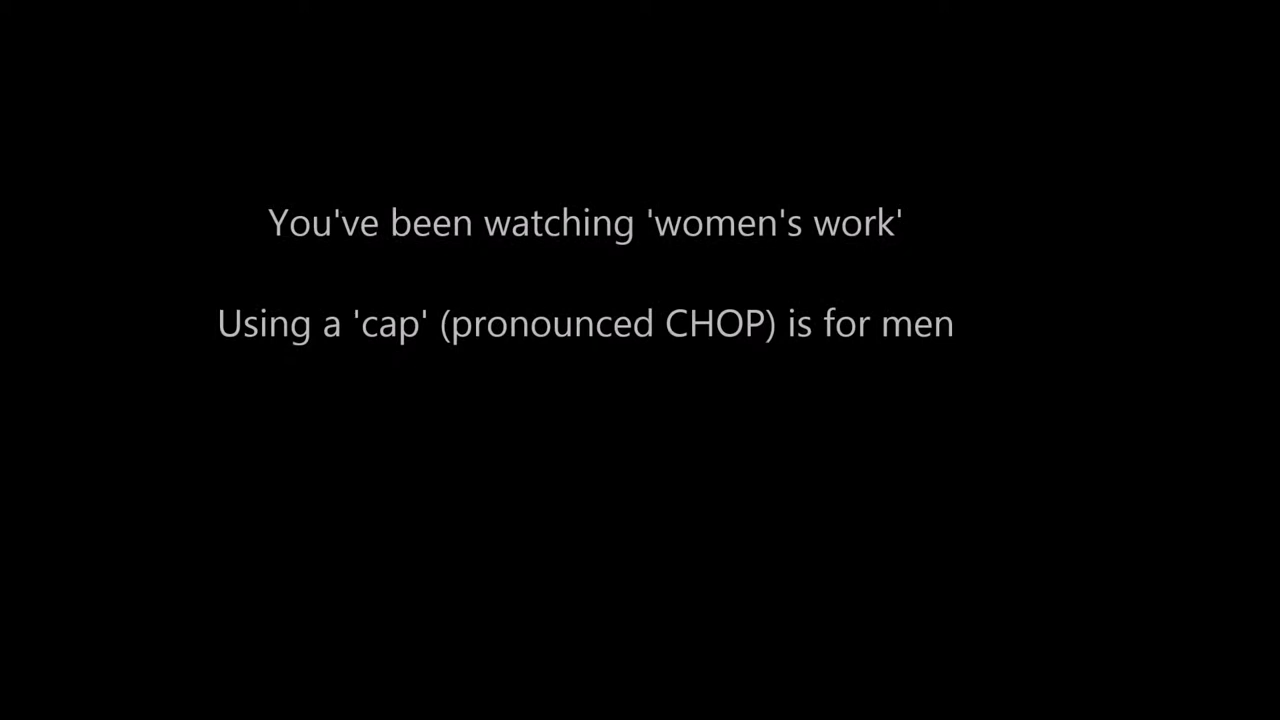 You've been watching 'women's work'
Using a 'cap' (pronounced CHOP) is for men